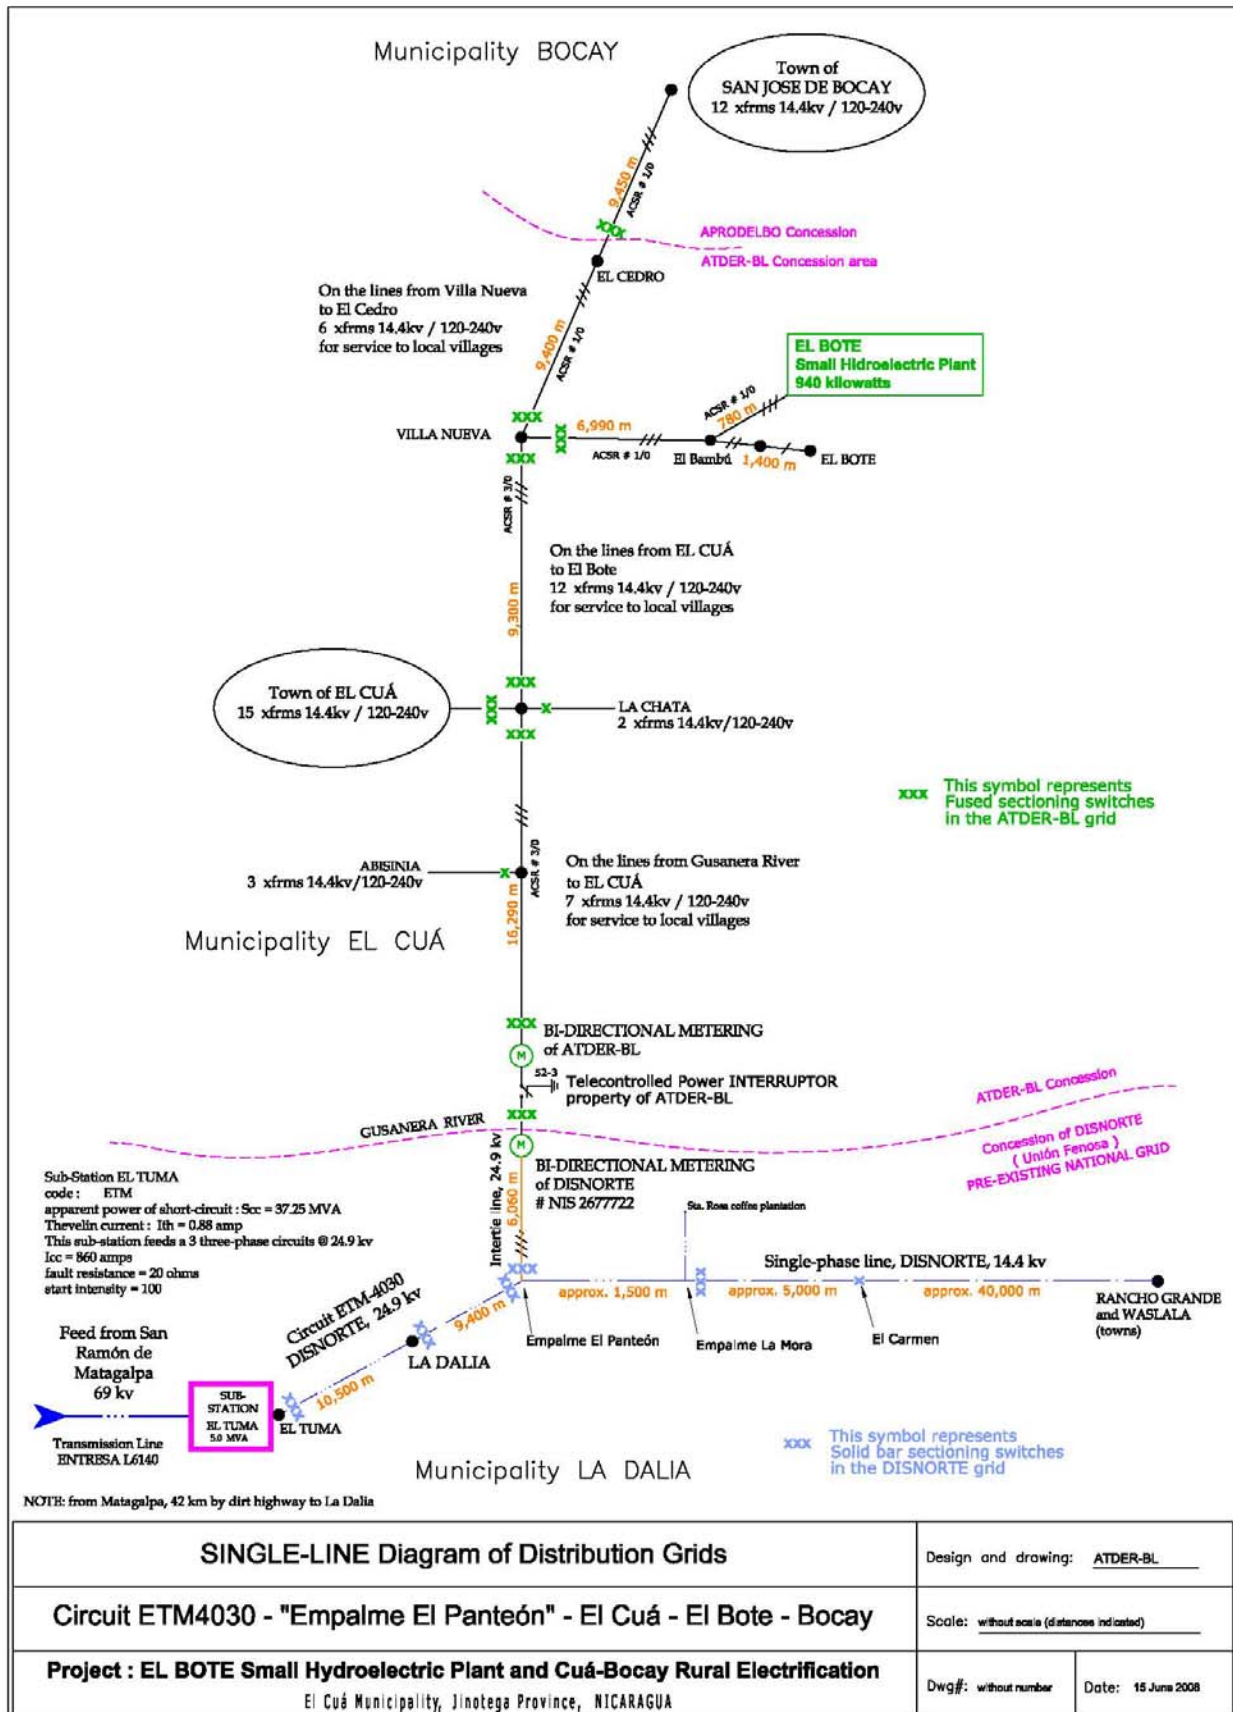 Municipality BOCAY
Town of
SAN JOSE DE BOCAY
12 xfrms 14.4kv / 120-240v
9,450 m
ACSR # 1/0
XXX
APRODELBO Concession
ATDER-BL Concession area
EL CEDRO
On the lines from Villa Nueva
to El Cedro
6 xfrms 14.4kv / 120-240v
for service to local villages
9,400 m
ACSR # 1/0
EL BOTE
Small Hidroelectric Plant
940 kilowatts
ACSR # 1/0
780 m
XXX
VILLA NUEVA
XXX
6,990 m
ACSR # 1/0
El Bambú
1,400 m
EL BOTE
XXX
ACSR # 3/0
On the lines from EL CUÁ
to El Bote
12 xfrms 14.4kv / 120-240v
for service to local villages
9,300 m
XXX
Town of EL CUÁ
15 xfrms 14.4kv / 120-240v
XXX
X
LA CHATA
2 xfrms 14.4kv/120-240v
XXX
XXX This symbol represents
Fused sectioning switches
in the ATDER-BL grid
ABISINIA
3 xfrms 14.4kv/120-240v
X
ACSR # 3/0
16,290 m
On the lines from Gusanera River
to EL CUÁ
7 xfrms 14.4kv / 120-240v
for service to local villages
Municipality EL CUÁ
XXX
BI-DIRECTIONAL METERING
of ATDER-BL
M
52-3
Telecontrolled Power INTERRUPTOR
property of ATDER-BL
XXX
GUSANERA RIVER
ATDER-BL Concession
Concession of DISNORTE
( Unión Fenosa )
PRE-EXISTING NATIONAL GRID
M
BI-DIRECTIONAL METERING
of DISNORTE
# NIS 2677722
Intertie line, 24.9 kv
6,060 m
Sub-Station EL TUMA
code : ETM
apparent power of short-circuit : Scc = 37.25 MVA
Thevelin current : Ith = 0.88 amp
This sub-station feeds a 3 three-phase circuits @ 24.9 kv
Icc = 860 amps
fault resistance = 20 ohms
start intensity = 100
Sta. Rosa coffee plantation
Single-phase line, DISNORTE, 14.4 kv
XXX
XXX
approx. 1,500 m
XXX
approx. 5,000 m
X
approx. 40,000 m
RANCHO GRANDE
and WASLALA
(towns)
Empalme El Panteón
Empalme La Mora
El Carmen
Circuit ETM-4030
DISNORTE, 24.9 kv
9,400 m
XXX
LA DALIA
10,500 m
XXX
EL TUMA
Feed from San
Ramón de
Matagalpa
69 kv
SUB-
STATION
EL TUMA
5.0 MVA
Transmission Line
ENTRESA L6140
XXX This symbol represents
Solid bar sectioning switches
in the DISNORTE grid
Municipality LA DALIA
NOTE: from Matagalpa, 42 km by dirt highway to La Dalia
SINGLE-LINE Diagram of Distribution Grids
Circuit ETM4030 - "Empalme El Panteón" - El Cuá - El Bote - Bocay
Project : EL BOTE Small Hydroelectric Plant and Cuá-Bocay Rural Electrification
El Cuá Municipality, Jinotega Province, NICARAGUA
Design and drawing: ATDER-BL
Scale: without scale (distances indicated)
Dwg#: without number
Date: 15 June 2008